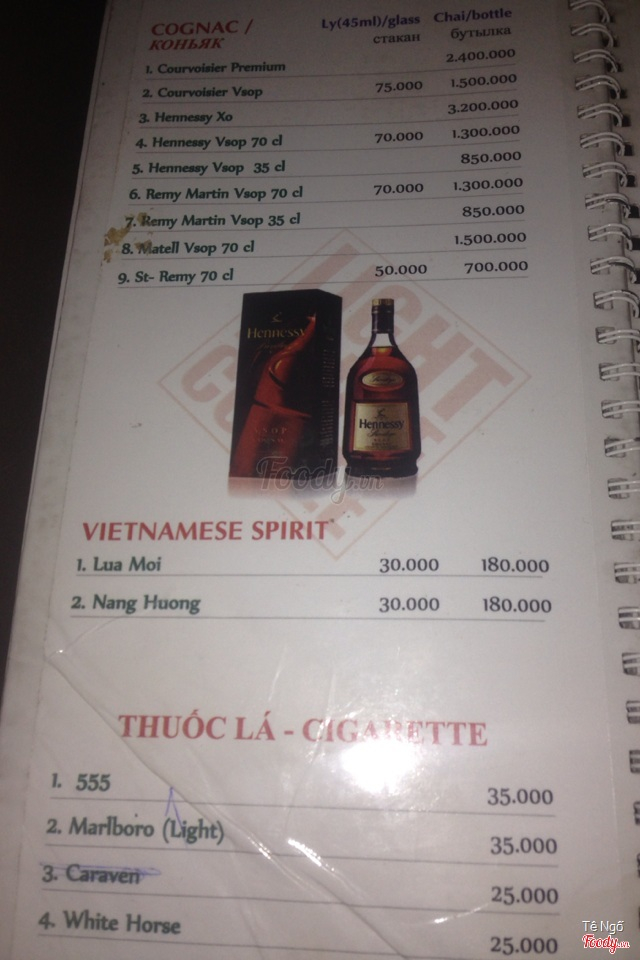 COGNAC / Ly(45ml)/glass Chai/bottle
КОНЬЯК стакан бутылка
1. Courvoisier Premium 2.400.000
2. Courvoisier Vsop 75.000 1.500.000
3. Hennessy Xo 3.200.000
4. Hennessy Vsop 70 cl 70.000 1.300.000
5. Hennessy Vsop 35 cl 850.000
6. Remy Martin Vsop 70 cl 70.000 1.300.000
7. Remy Martin Vsop 35 cl 850.000
8. Matell Vsop 70 cl 1.500.000
9. St- Remy 70 cl 50.000 700.000
LIGHT
COFFEE
Hennessy
V.S.O.P
Hennessy
Foody.vn
VIETNAMESE SPIRIT
1. Lua Moi 30.000 180.000
2. Nang Huong 30.000 180.000
THUỐC LÁ - CIGARETTE
1. 555 35.000
2. Marlboro (Light) 35.000
3. Caraven 25.000
4. White Horse 25.000
Tê Ngố
Foody.vn